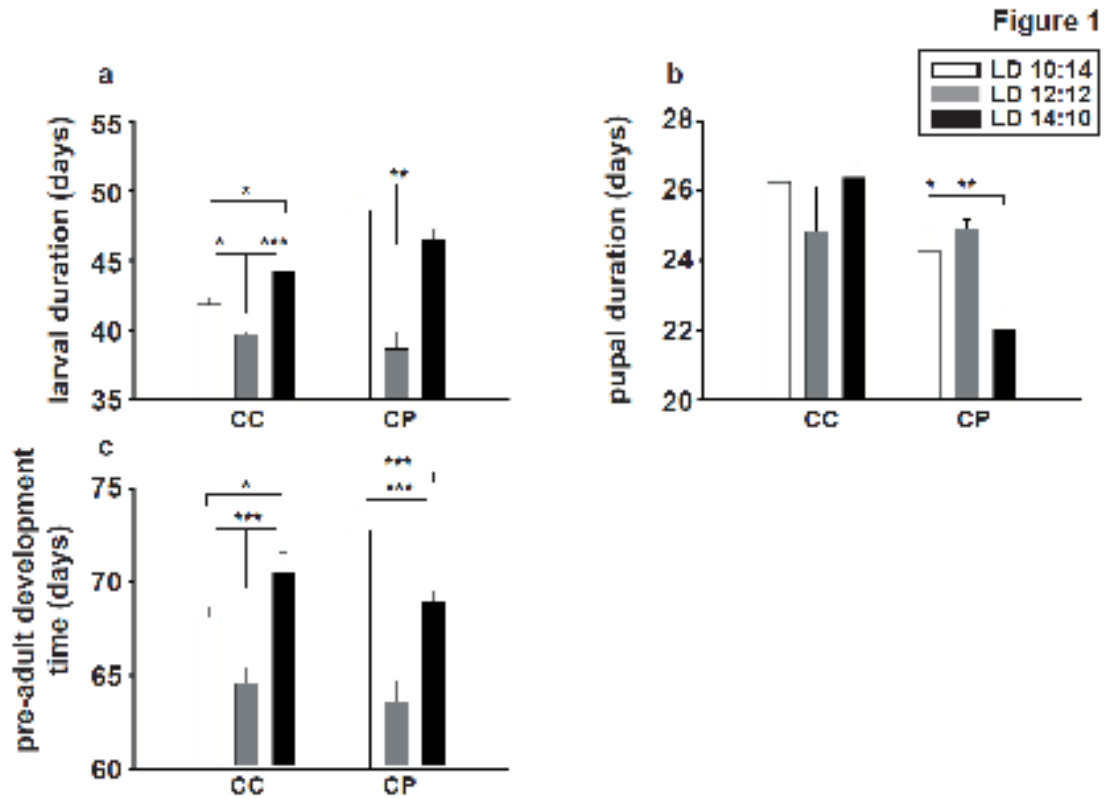 Figure 1
LD 10:14
LD 12:12
LD 14:10
a
larval duration (days)
55
50
45
40
35
*
*
***
**
CC
CP
b
pupal duration (days)
28
26
24
22
20
*
**
CC
CP
c
pre-adult development
time (days)
75
70
65
60
*
***
***
***
CC
CP